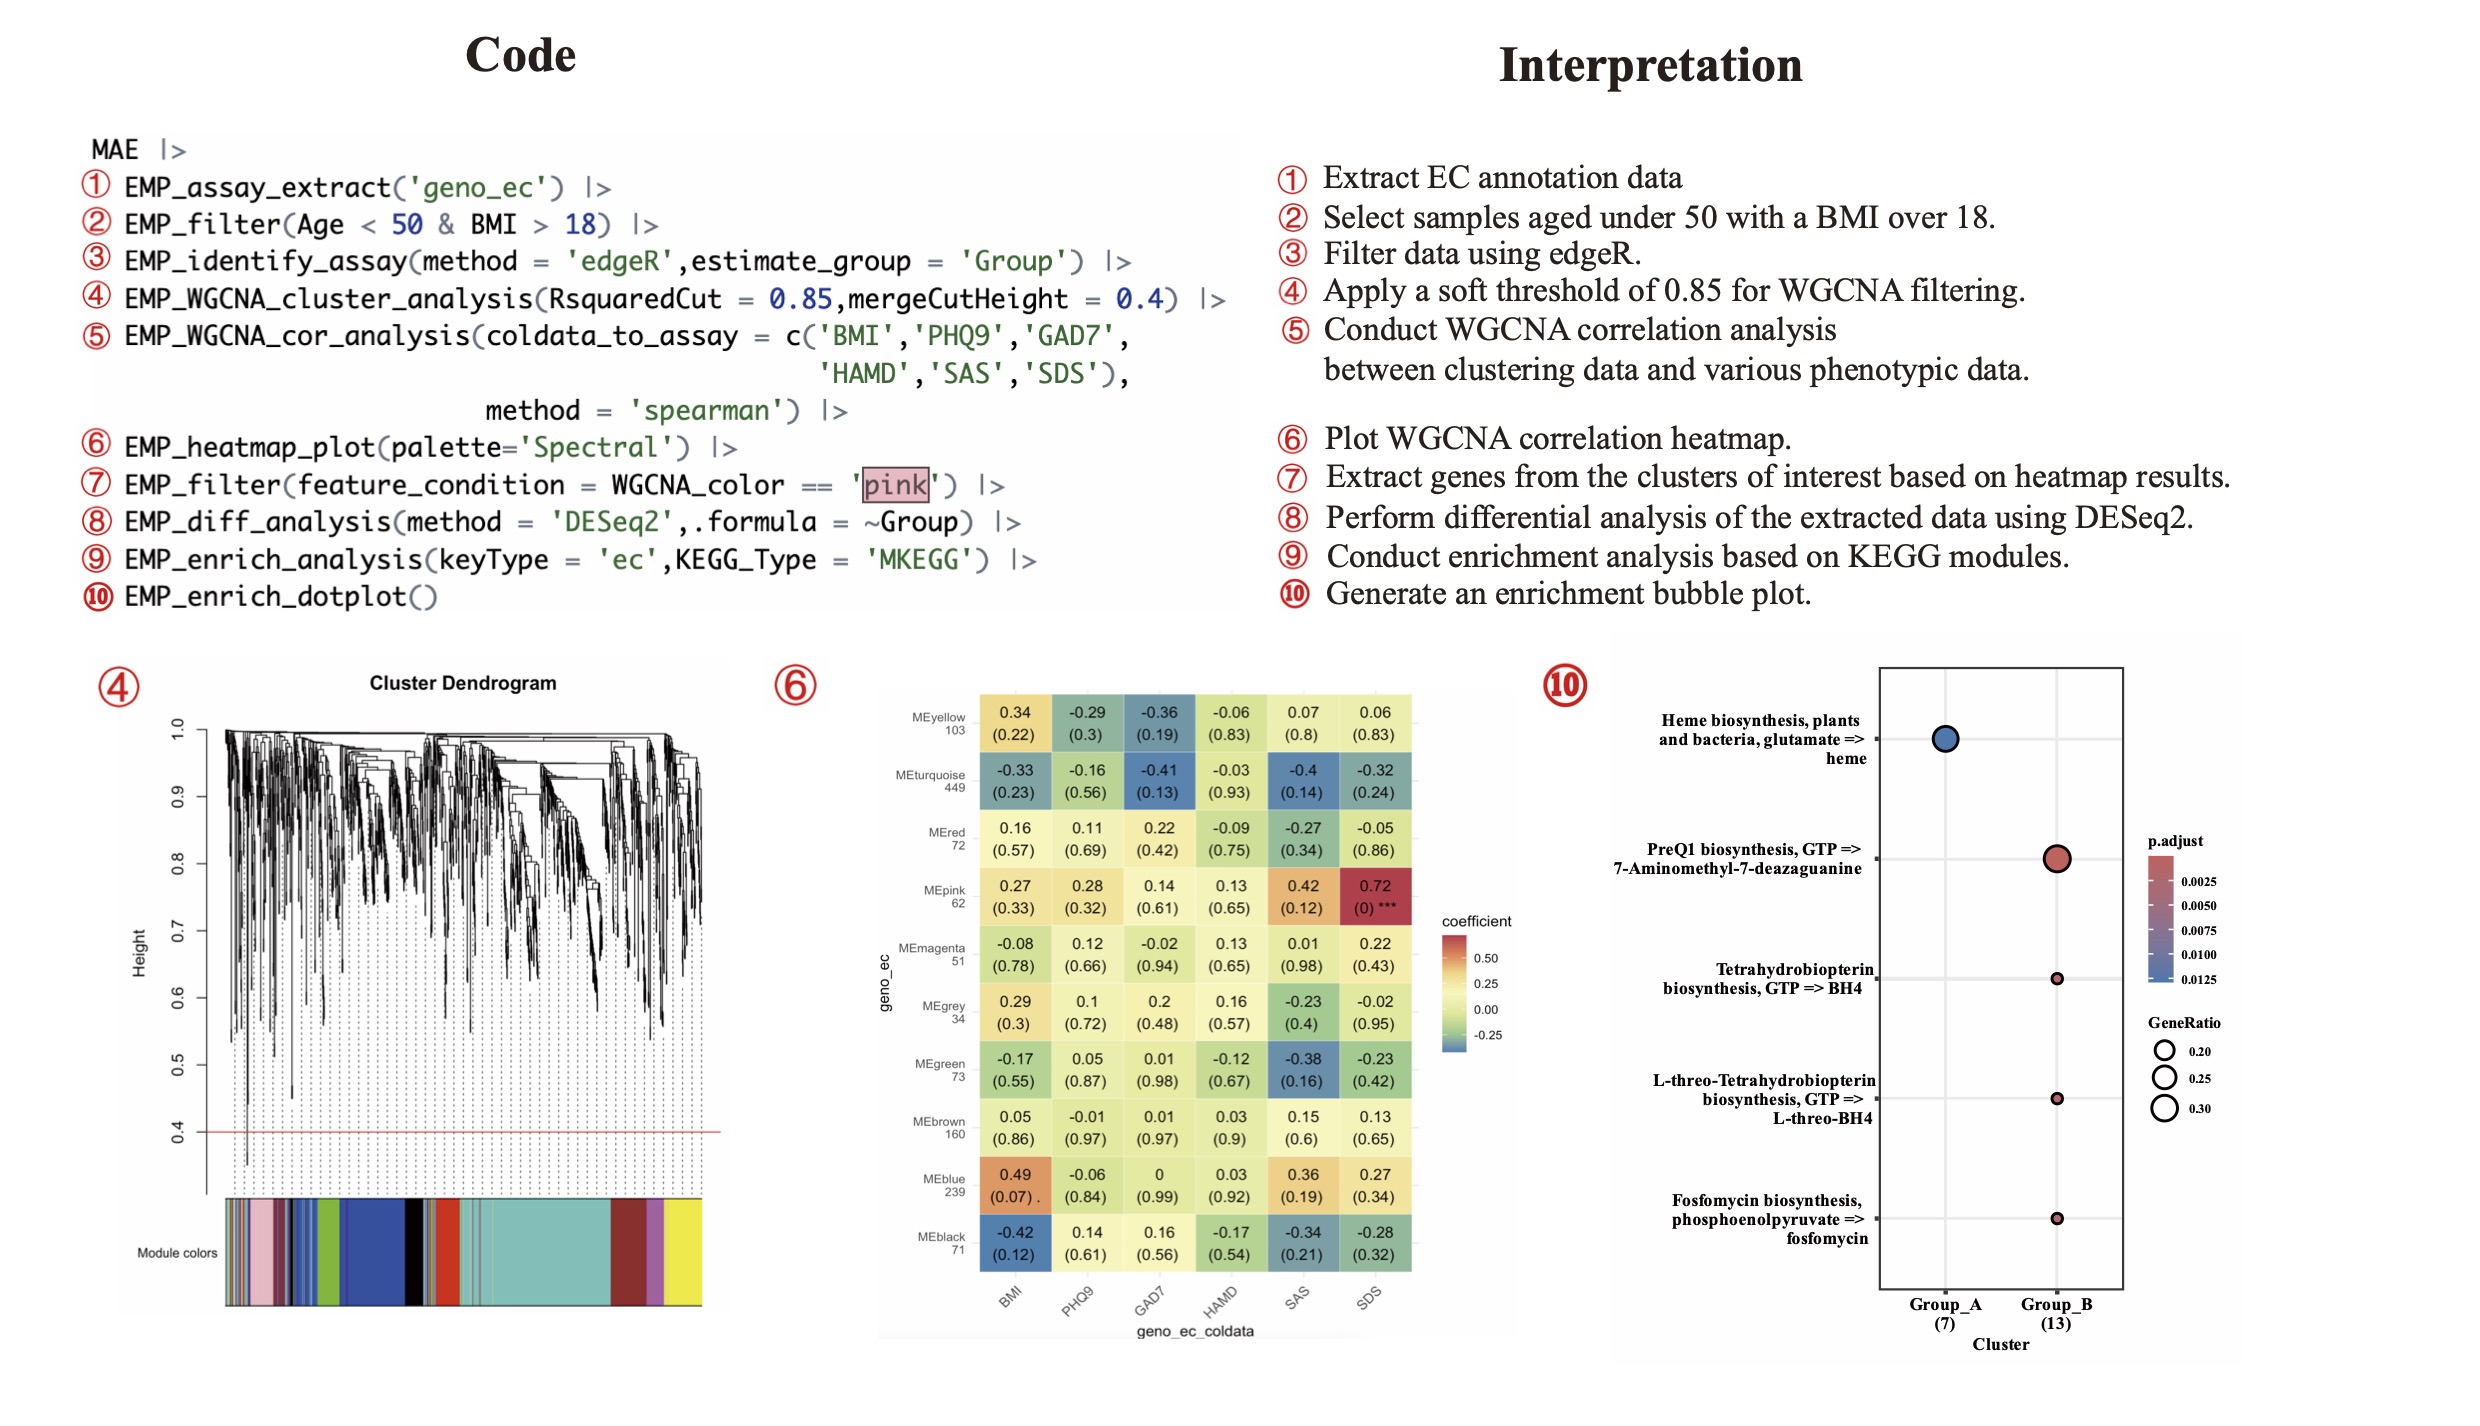 Code
MAE |>
① EMP_assay_extract('geno_ec') |>
② EMP_filter(Age < 50 & BMI > 18) |>
③ EMP_identify_assay(method = 'edgeR',estimate_group = 'Group') |>
④ EMP_WGCNA_cluster_analysis(RsquaredCut = 0.85,mergeCutHeight = 0.4) |>
⑤ EMP_WGCNA_cor_analysis(coldata_to_assay = c('BMI','PHQ9','GAD7',
'HAMD','SAS','SDS'),
method = 'spearman') |>
⑥ EMP_heatmap_plot(palette='Spectral') |>
⑦ EMP_filter(feature_condition = WGCNA_color == 'pink') |>
⑧ EMP_diff_analysis(method = 'DESeq2',.formula = ~Group) |>
⑨ EMP_enrich_analysis(keyType = 'ec',KEGG_Type = 'MKEGG') |>
⑩ EMP_enrich_dotplot()
Interpretation
① Extract EC annotation data
② Select samples aged under 50 with a BMI over 18.
③ Filter data using edgeR.
④ Apply a soft threshold of 0.85 for WGCNA filtering.
⑤ Conduct WGCNA correlation analysis
between clustering data and various phenotypic data.
⑥ Plot WGCNA correlation heatmap.
⑦ Extract genes from the clusters of interest based on heatmap results.
⑧ Perform differential analysis of the extracted data using DESeq2.
⑨ Conduct enrichment analysis based on KEGG modules.
⑩ Generate an enrichment bubble plot.
④
Cluster Dendrogram
Height
1.0
0.9
0.8
0.7
0.6
0.5
0.4
Module colors
⑥
geno_ec
MEyellow 0.34 -0.29 -0.36 -0.06 0.07 0.06
103 (0.22) (0.3) (0.19) (0.83) (0.8) (0.83)
MEturquoise -0.33 -0.16 -0.41 -0.03 -0.4 -0.32
449 (0.23) (0.56) (0.13) (0.93) (0.14) (0.24)
MEred 0.16 0.11 0.22 -0.09 -0.27 -0.05
72 (0.57) (0.69) (0.42) (0.75) (0.34) (0.86)
MEpink 0.27 0.28 0.14 0.13 0.42 0.72
62 (0.33) (0.32) (0.61) (0.65) (0.12) (0) ***
MEmagenta -0.08 0.12 -0.02 0.13 0.01 0.22
51 (0.78) (0.66) (0.94) (0.65) (0.98) (0.43)
MEgrey 0.29 0.1 0.2 0.16 -0.23 -0.02
34 (0.3) (0.72) (0.48) (0.57) (0.4) (0.95)
MEgreen -0.17 0.05 0.01 -0.12 -0.38 -0.23
73 (0.55) (0.87) (0.98) (0.67) (0.16) (0.42)
MEbrown 0.05 -0.01 0.01 0.03 0.15 0.13
160 (0.86) (0.97) (0.97) (0.9) (0.6) (0.65)
MEblue 0.49 -0.06 0 0.03 0.36 0.27
239 (0.07) . (0.84) (0.99) (0.92) (0.19) (0.34)
MEblack -0.42 0.14 0.16 -0.17 -0.34 -0.28
71 (0.12) (0.61) (0.56) (0.54) (0.21) (0.32)
BMI PHQ9 GAD7 HAMD SAS SDS
geno_ec_coldata
coefficient
0.50
0.25
0.00
-0.25
⑩
Heme biosynthesis, plants
and bacteria, glutamate =>
heme
PreQ1 biosynthesis, GTP =>
7-Aminomethyl-7-deazaguanine
Tetrahydrobiopterin
biosynthesis, GTP => BH4
L-threo-Tetrahydrobiopterin
biosynthesis, GTP =>
L-threo-BH4
Fosfomycin biosynthesis,
phosphoenolpyruvate =>
fosfomycin
Group_A Group_B
(7) (13)
Cluster
p.adjust
0.0025
0.0050
0.0075
0.0100
0.0125
GeneRatio
0.20
0.25
0.30